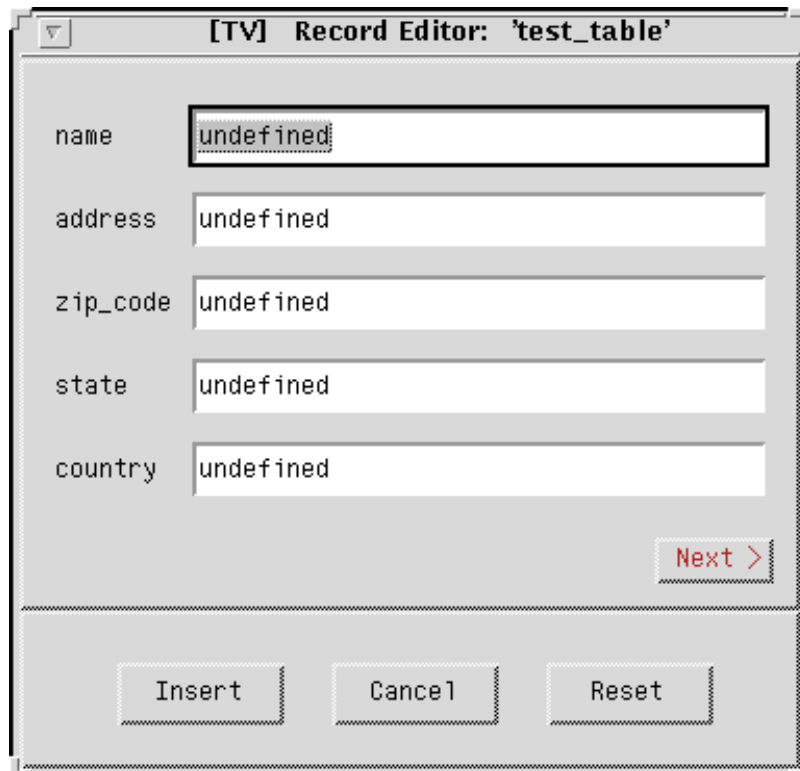 [TV] Record Editor: 'test_table'
name undefined
address undefined
zip_code undefined
state undefined
country undefined
Next >
Insert Cancel Reset